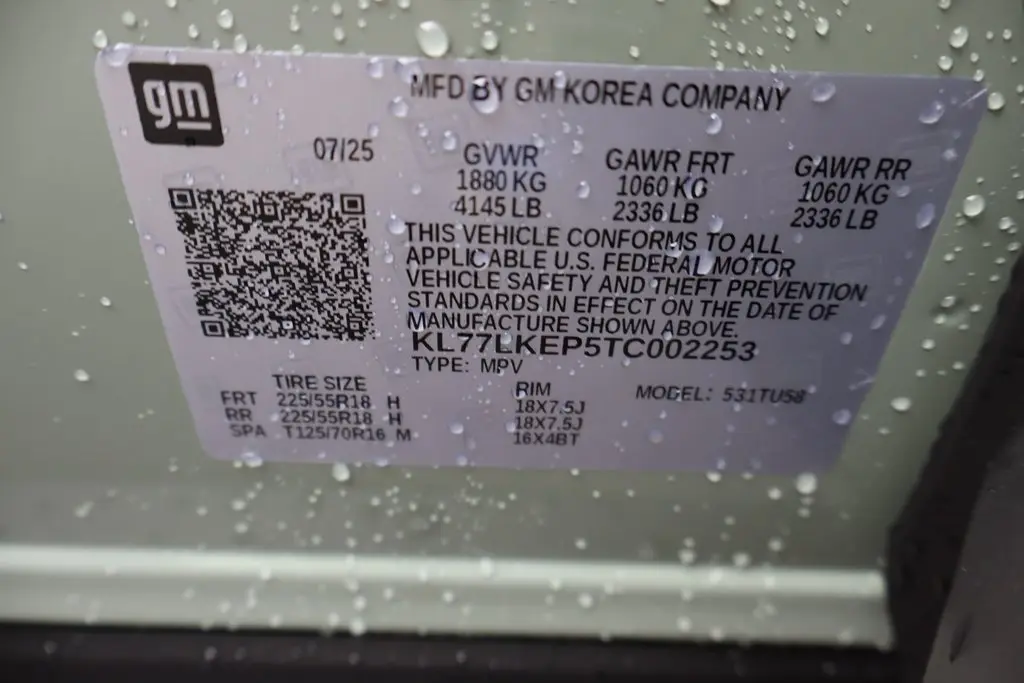 gm
MFD BY GM KOREA COMPANY
07/25
GVWR GAWR FRT GAWR RR
1880 KG 1060 KG 1060 KG
4145 LB 2336 LB 2336 LB
THIS VEHICLE CONFORMS TO ALL
APPLICABLE U.S. FEDERAL MOTOR
VEHICLE SAFETY AND THEFT PREVENTION
STANDARDS IN EFFECT ON THE DATE OF
MANUFACTURE SHOWN ABOVE.
KL77LKEP5TC002253
TYPE: MPV
TIRE SIZE RIM MODEL: 531TU58
FRT 225/55R18 H 18X7.5J
RR 225/55R18 H 18X7.5J
SPA T125/70R16 M 16X4BT